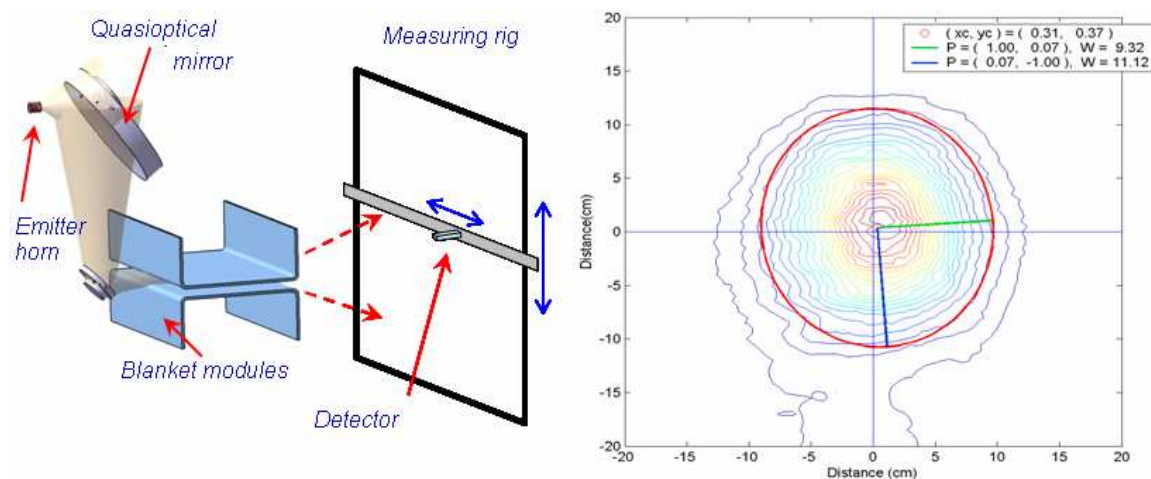 Quasioptical
mirror
Measuring rig
Emitter
horn
Blanket modules
Detector
( xc, yc ) = ( 0.31, 0.37 )
P = ( 1.00, 0.07 ), W = 9.32
P = ( 0.07, -1.00 ), W = 11.12
20
15
10
5
0
-5
-10
-15
-20
Distance(cm)
-20 -15 -10 -5 0 5 10 15 20
Distance (cm)